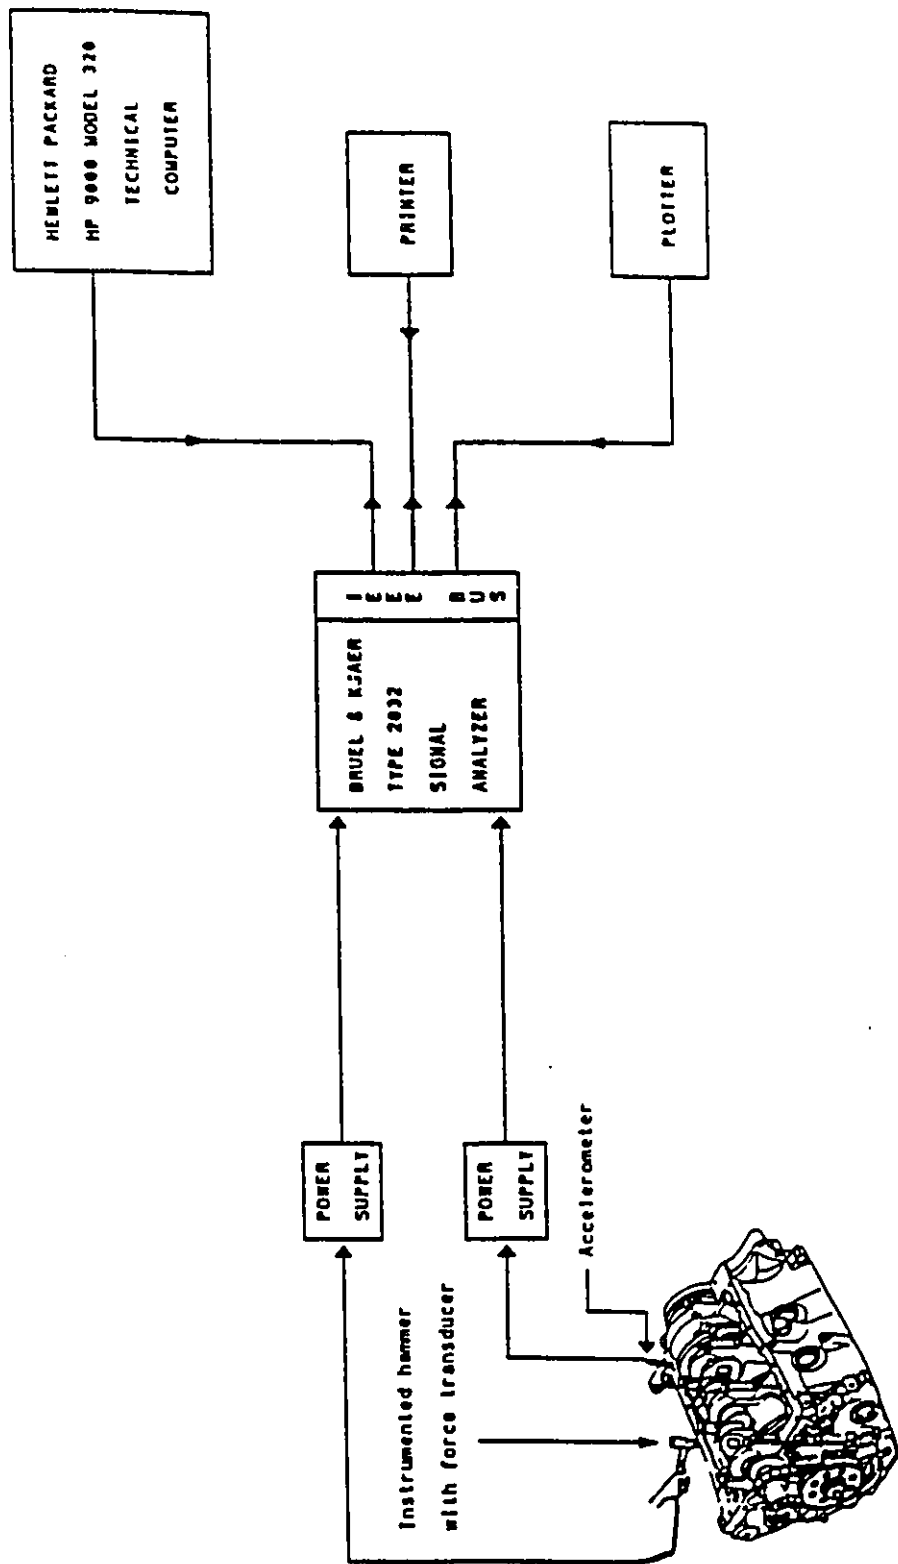 HEWLETT PACKARD
HP 9000 MODEL 320
TECHNICAL
COMPUTER
PRINTER
PLOTTER
BRUEL & KJAER
TYPE 2032
SIGNAL
ANALYZER
IEEE BUS
POWER
SUPPLY
POWER
SUPPLY
Accelerometer
Instrumented hammer
with force transducer